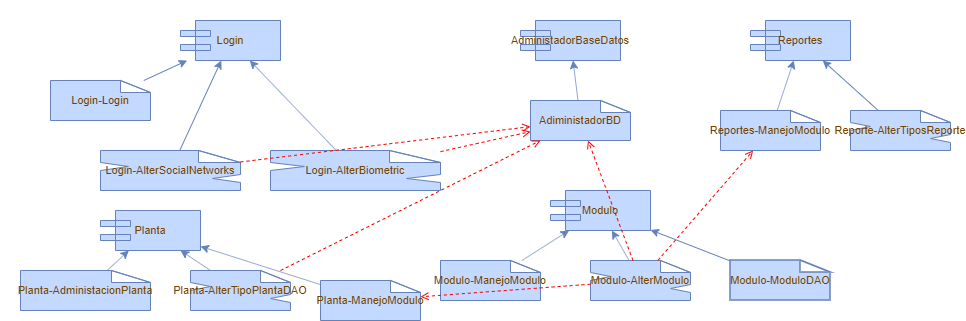 Login
AdministadorBaseDatos
Reportes
Login-Login
AdiministadorBD
Reportes-ManejoModulo
Reporte-AlterTiposReporte
Login-AlterSocialNetworks
Login-AlterBiometric
Planta
Modulo
Planta-AdministacionPlanta
Planta-AlterTipoPlantaDAO
Planta-ManejoModulo
Modulo-ManejoModulo
Modulo-AlterModulo
Modulo-ModuloDAO